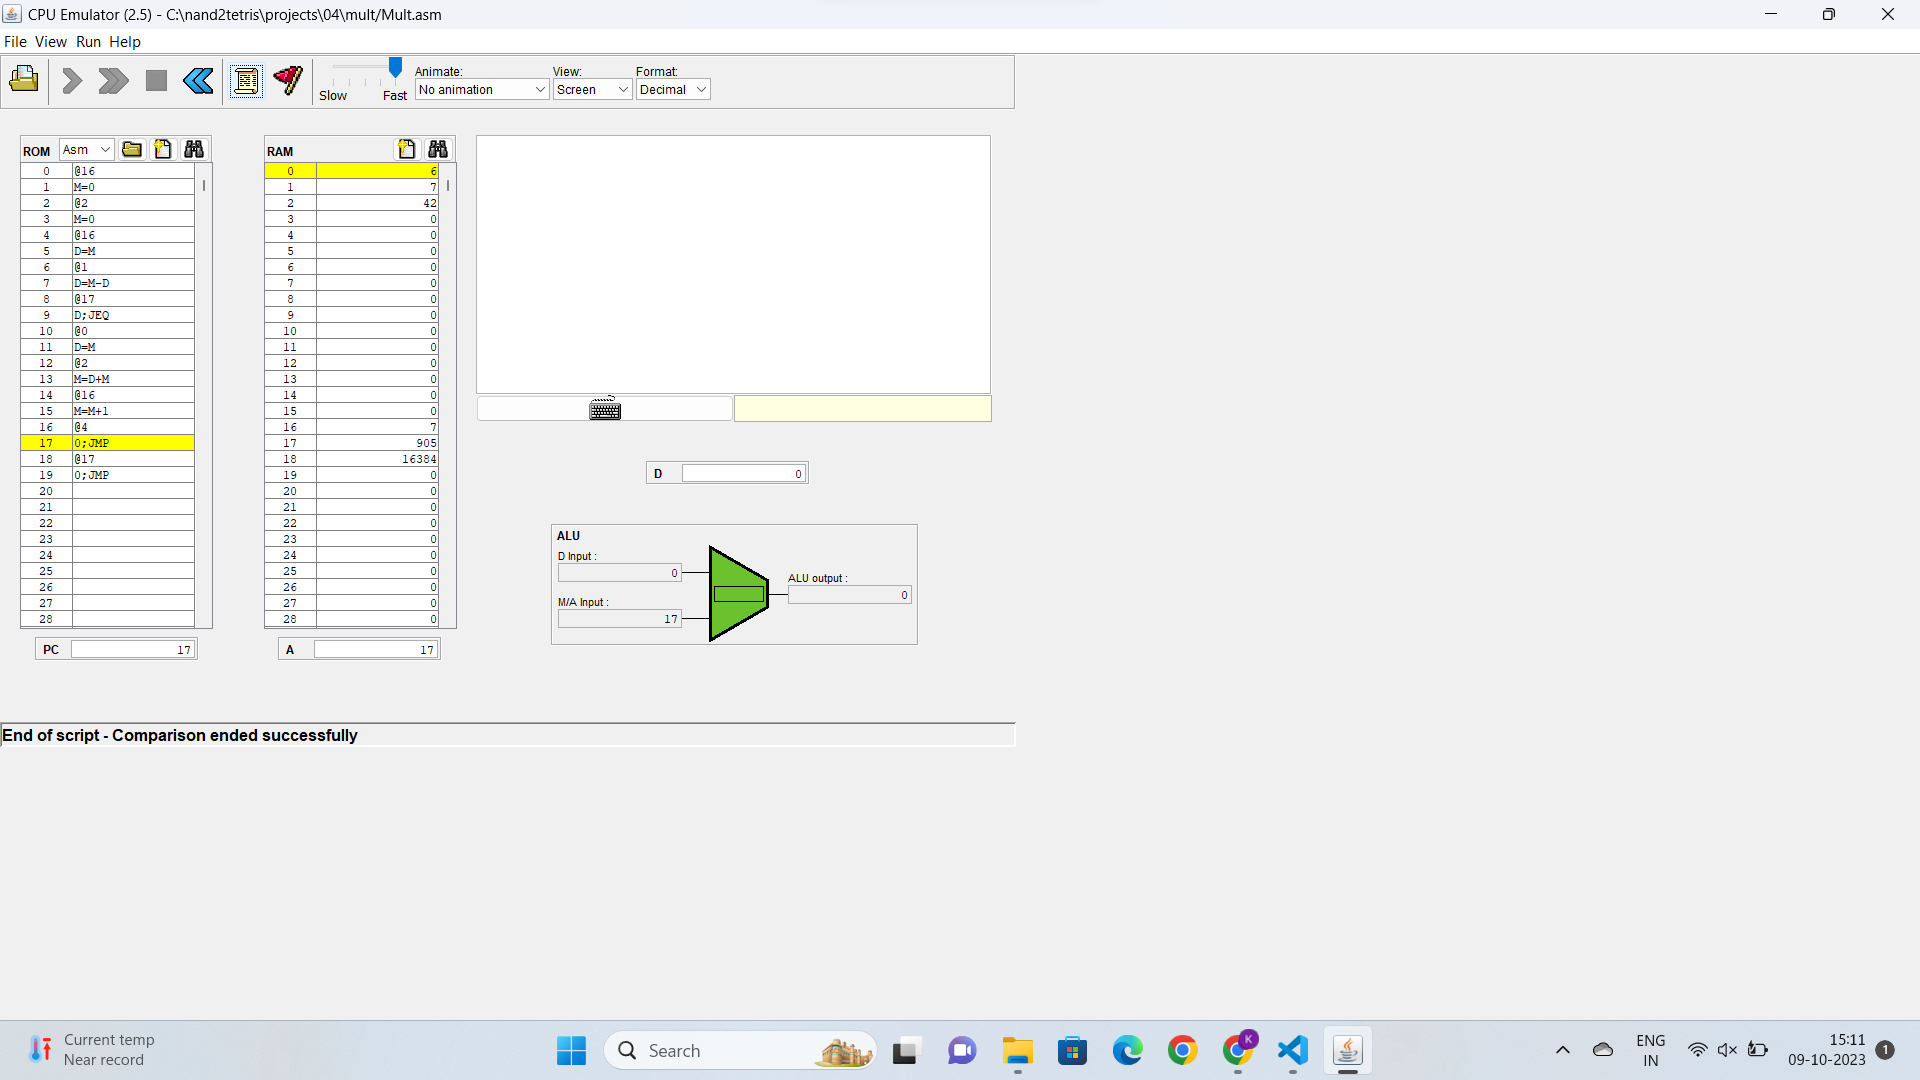 CPU Emulator (2.5) - C:\nand2tetris\projects\04\mult/Mult.asm
File View Run Help
Slow Fast
Animate:
No animation
View:
Screen
Format:
Decimal
ROM Asm
0 @16
1 M=0
2 @2
3 M=0
4 @16
5 D=M
6 @1
7 D=M-D
8 @17
9 D;JEQ
10 @0
11 D=M
12 @2
13 M=D+M
14 @16
15 M=M+1
16 @4
17 0;JMP
18 @17
19 0;JMP
20
21
22
23
24
25
26
27
28
PC 17
RAM
0 6
1 7
2 42
3 0
4 0
5 0
6 0
7 0
8 0
9 0
10 0
11 0
12 0
13 0
14 0
15 0
16 7
17 905
18 16384
19 0
20 0
21 0
22 0
23 0
24 0
25 0
26 0
27 0
28 0
A 17
D 0
ALU
D Input :
0
M/A Input :
17
ALU output :
0
End of script - Comparison ended successfully
Current temp
Near record
Search
K
ENG
IN
15:11
09-10-2023
1